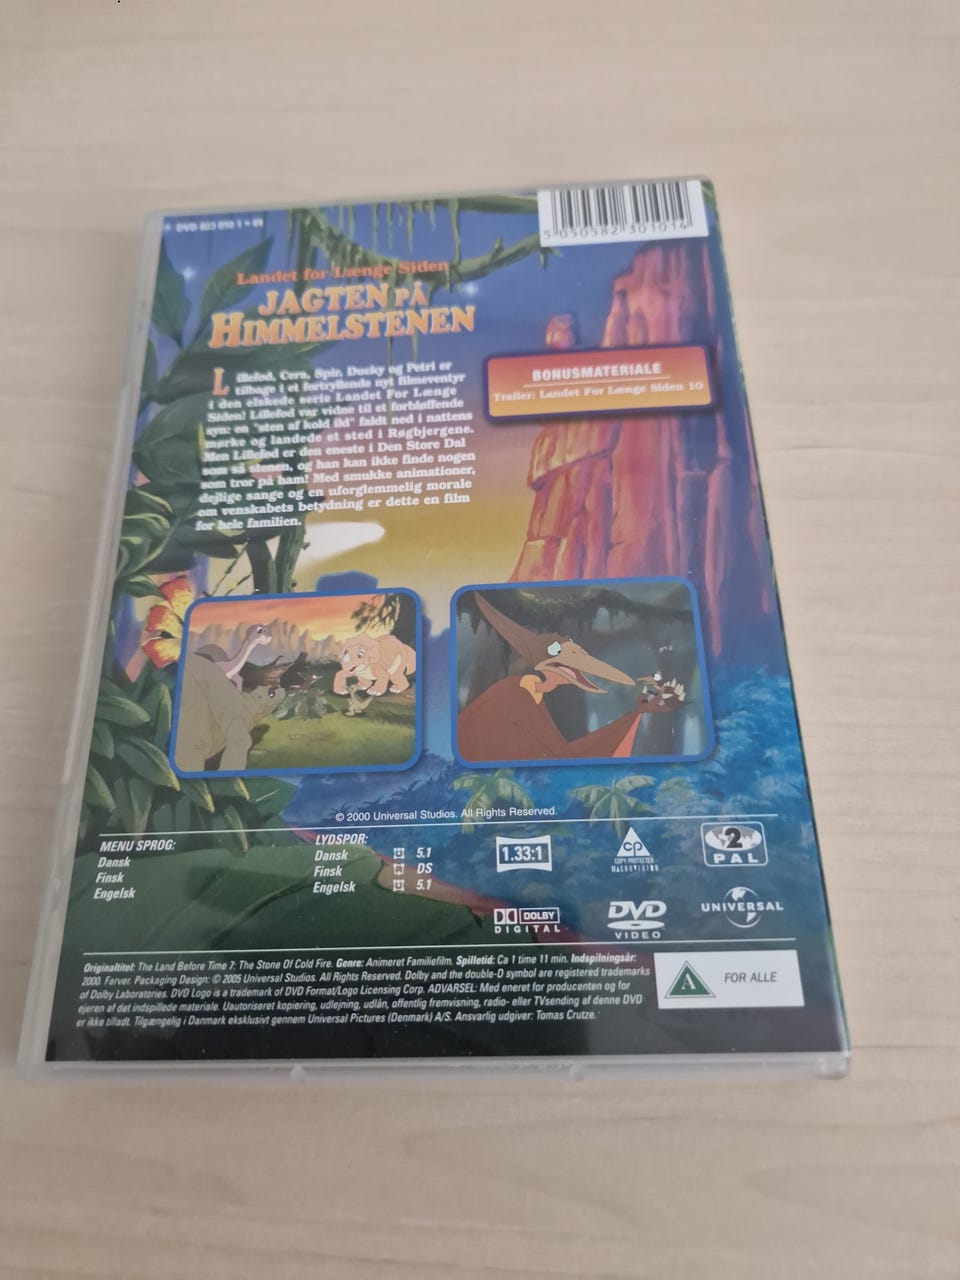 DVD 823 010 1 • 49
5 050582 301014
Landet for Længe Siden
JAGTEN PÅ
HIMMELSTENEN
BONUSMATERIALE
Trailer: Landet For Længe Siden 10
Lillefod, Cera, Spir, Ducky og Petri er
tilbage i et fortryllende nyt filmeventyr
i den elskede serie Landet For Længe
Siden! Lillefod var vidne til et forbløffende
syn: en "sten af kold ild" faldt ned i nattens
mørke og landede et sted i Røgbjergene.
Men Lillefod er den eneste i Den Store Dal
som så stenen, og han kan ikke finde nogen
som tror på ham! Med smukke animationer,
dejlige sange og en uforglemmelig morale
om venskabets betydning er dette en film
for hele familien.
© 2000 Universal Studios. All Rights Reserved.
MENU SPROG:
Dansk
Finsk
Engelsk
LYDSPOR:
Dansk 5.1
Finsk DS
Engelsk 5.1
1.33:1
CP
COPY PROTECTED
MACROVISION
2
PAL
DOLBY
DIGITAL
DVD
VIDEO
UNIVERSAL
Originaltitel: The Land Before Time 7: The Stone Of Cold Fire. Genre: Animeret Familiefilm. Spilletid: Ca 1 time 11 min. Indspilningsår:
2000. Farver. Packaging Design: © 2005 Universal Studios. All Rights Reserved. Dolby and the double-D symbol are registered trademarks
of Dolby Laboratories. DVD Logo is a trademark of DVD Format/Logo Licensing Corp. ADVARSEL: Med eneret for producenten og for
ejeren af det indspillede materiale. Uautoriseret kopiering, udlejning, udlån, offentlig fremvisning, radio- eller TVsending af denne DVD
er ikke tilladt. Tilgængelig i Danmark eksklusivt gennem Universal Pictures (Denmark) A/S. Ansvarlig udgiver: Tomas Crutze.
A
FOR ALLE